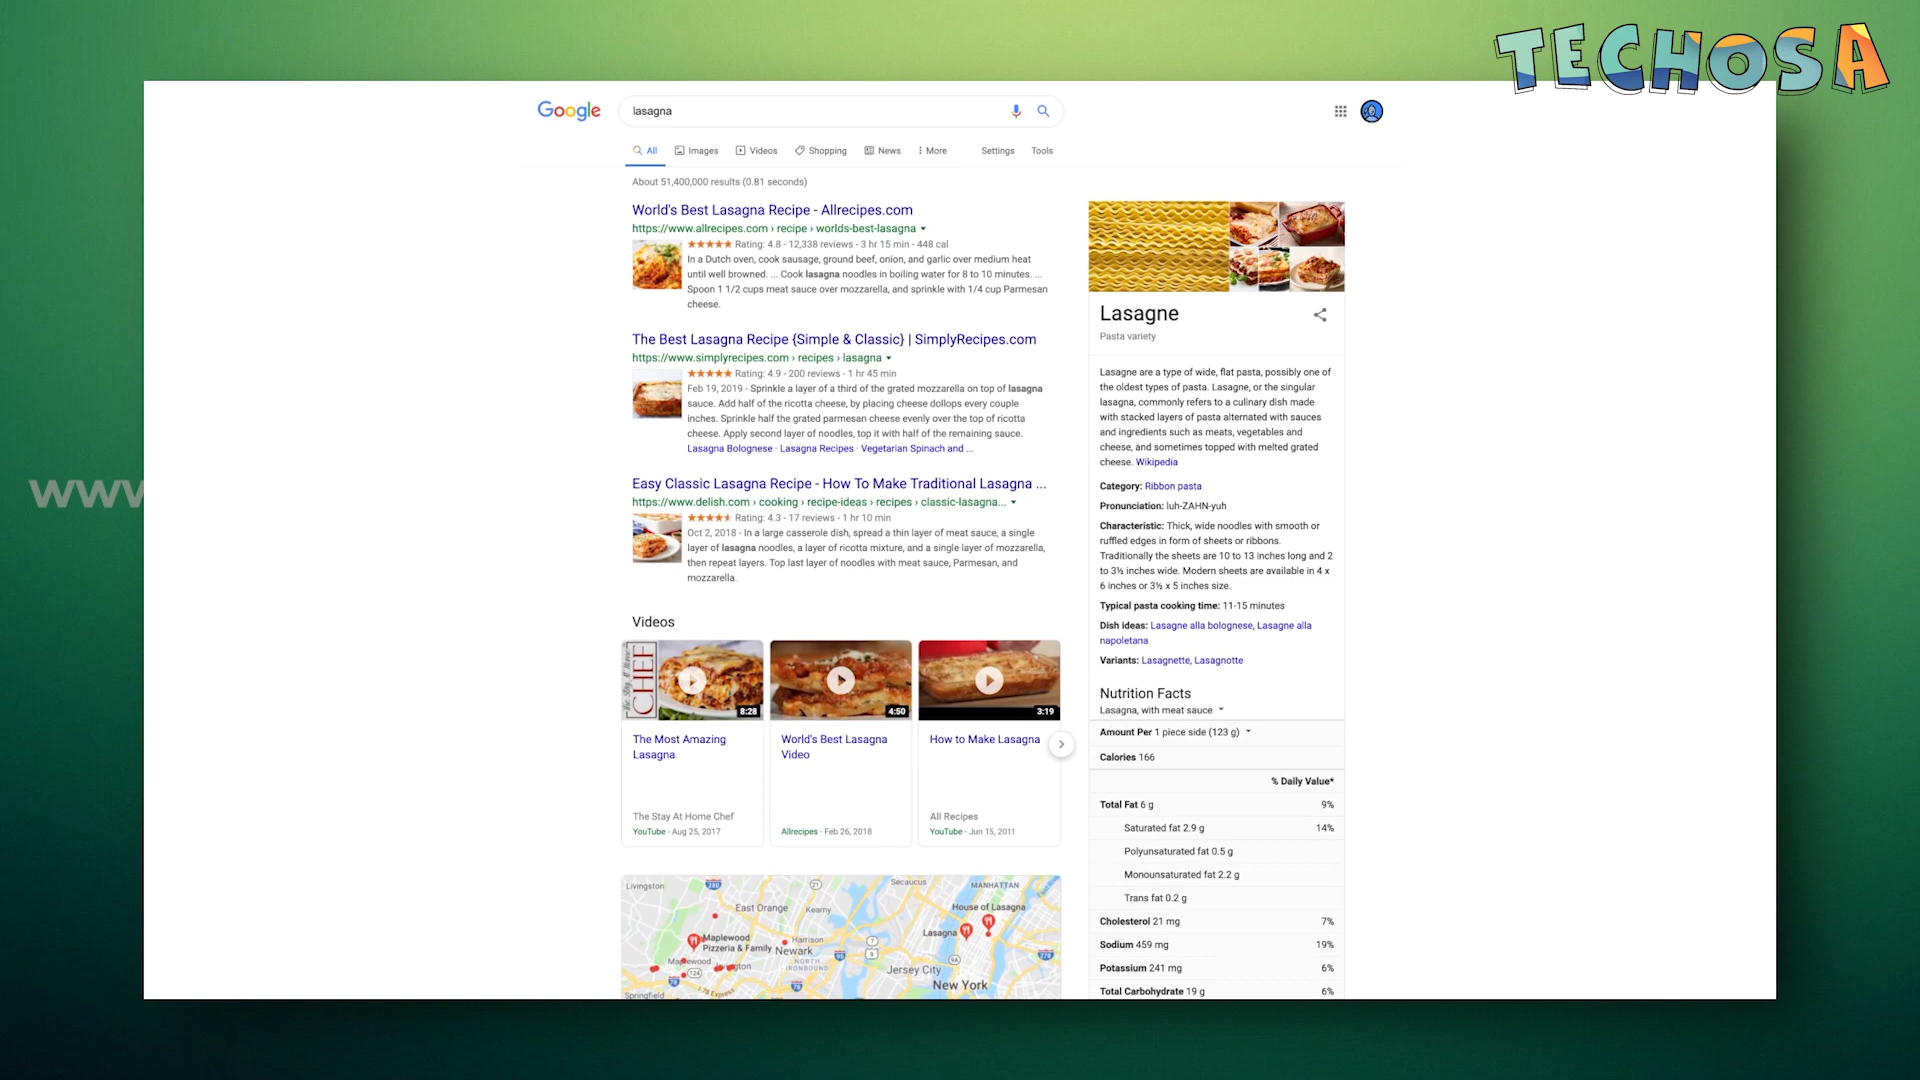 TECHOSA
www
Google
lasagna
All
Images
Videos
Shopping
News
More
Settings
Tools
About 51,400,000 results (0.81 seconds)
World's Best Lasagna Recipe - Allrecipes.com
https://www.allrecipes.com › recipe › worlds-best-lasagna
Rating: 4.8 - 12,338 reviews - 3 hr 15 min - 448 cal
In a Dutch oven, cook sausage, ground beef, onion, and garlic over medium heat
until well browned. ... Cook lasagna noodles in boiling water for 8 to 10 minutes. ...
Spoon 1 1/2 cups meat sauce over mozzarella, and sprinkle with 1/4 cup Parmesan
cheese.
The Best Lasagna Recipe {Simple & Classic} | SimplyRecipes.com
https://www.simplyrecipes.com › recipes › lasagna
Rating: 4.9 - 200 reviews - 1 hr 45 min
Feb 19, 2019 - Sprinkle a layer of a third of the grated mozzarella on top of lasagna
sauce. Add half of the ricotta cheese, by placing cheese dollops every couple
inches. Sprinkle half the grated parmesan cheese evenly over the top of ricotta
cheese. Apply second layer of noodles, top it with half of the remaining sauce.
Lasagna Bolognese · Lasagna Recipes · Vegetarian Spinach and ...
Easy Classic Lasagna Recipe - How To Make Traditional Lasagna ...
https://www.delish.com › cooking › recipe-ideas › recipes › classic-lasagna...
Rating: 4.3 - 17 reviews - 1 hr 10 min
Oct 2, 2018 - In a large casserole dish, spread a thin layer of meat sauce, a single
layer of lasagna noodles, a layer of ricotta mixture, and a single layer of mozzarella,
then repeat layers. Top last layer of noodles with meat sauce, Parmesan, and
mozzarella.
Videos
The Stay At Home
CHEF
8:28
4:50
3:19
The Most Amazing
Lasagna
World's Best Lasagna
Video
How to Make Lasagna
The Stay At Home Chef
YouTube - Aug 25, 2017
Allrecipes - Feb 26, 2018
All Recipes
YouTube - Jun 15, 2011
Livingston
280
21
Secaucus
MANHATTAN
East Orange
Kearny
House of Lasagna
Lasagna
Maplewood
Pizzeria & Family
Harrison
Newark
NORTH
IRONBOUND
7
9
95
9A
278
Maplewood
Irvington
124
78
78
Jersey City
New York
Springfield
I-78 Express
Lasagne
Pasta variety
Lasagne are a type of wide, flat pasta, possibly one of
the oldest types of pasta. Lasagne, or the singular
lasagna, commonly refers to a culinary dish made
with stacked layers of pasta alternated with sauces
and ingredients such as meats, vegetables and
cheese, and sometimes topped with melted grated
cheese. Wikipedia
Category: Ribbon pasta
Pronunciation: luh-ZAHN-yuh
Characteristic: Thick, wide noodles with smooth or
ruffled edges in form of sheets or ribbons.
Traditionally the sheets are 10 to 13 inches long and 2
to 3½ inches wide. Modern sheets are available in 4 x
6 inches or 3½ x 5 inches size.
Typical pasta cooking time: 11-15 minutes
Dish ideas: Lasagne alla bolognese, Lasagne alla
napoletana
Variants: Lasagnette, Lasagnotte
Nutrition Facts
Lasagna, with meat sauce
Amount Per 1 piece side (123 g)
Calories 166
% Daily Value*
Total Fat 6 g 9%
Saturated fat 2.9 g 14%
Polyunsaturated fat 0.5 g
Monounsaturated fat 2.2 g
Trans fat 0.2 g
Cholesterol 21 mg 7%
Sodium 459 mg 19%
Potassium 241 mg 6%
Total Carbohydrate 19 g 6%